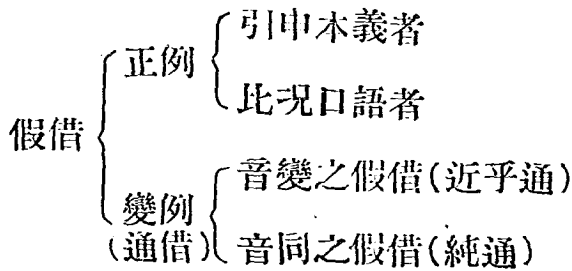 假借
正例
引申本義者
比況口語者
變例
(通借)
音變之假借(近乎通)
音同之假借(純通)